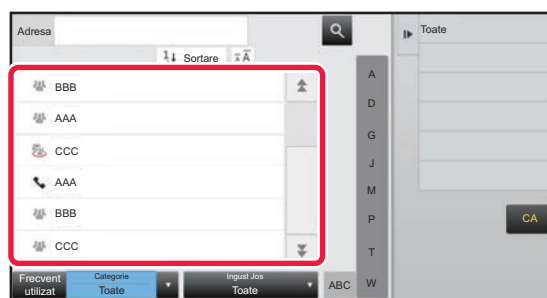 Adresa
Toate
Sortare
A
BBB
D
AAA
G
CCC
J
AAA
M
BBB
P
CA
CCC
T
Frecvent utilizat
Categorie
Toate
Ingust Jos
Toate
ABC
W